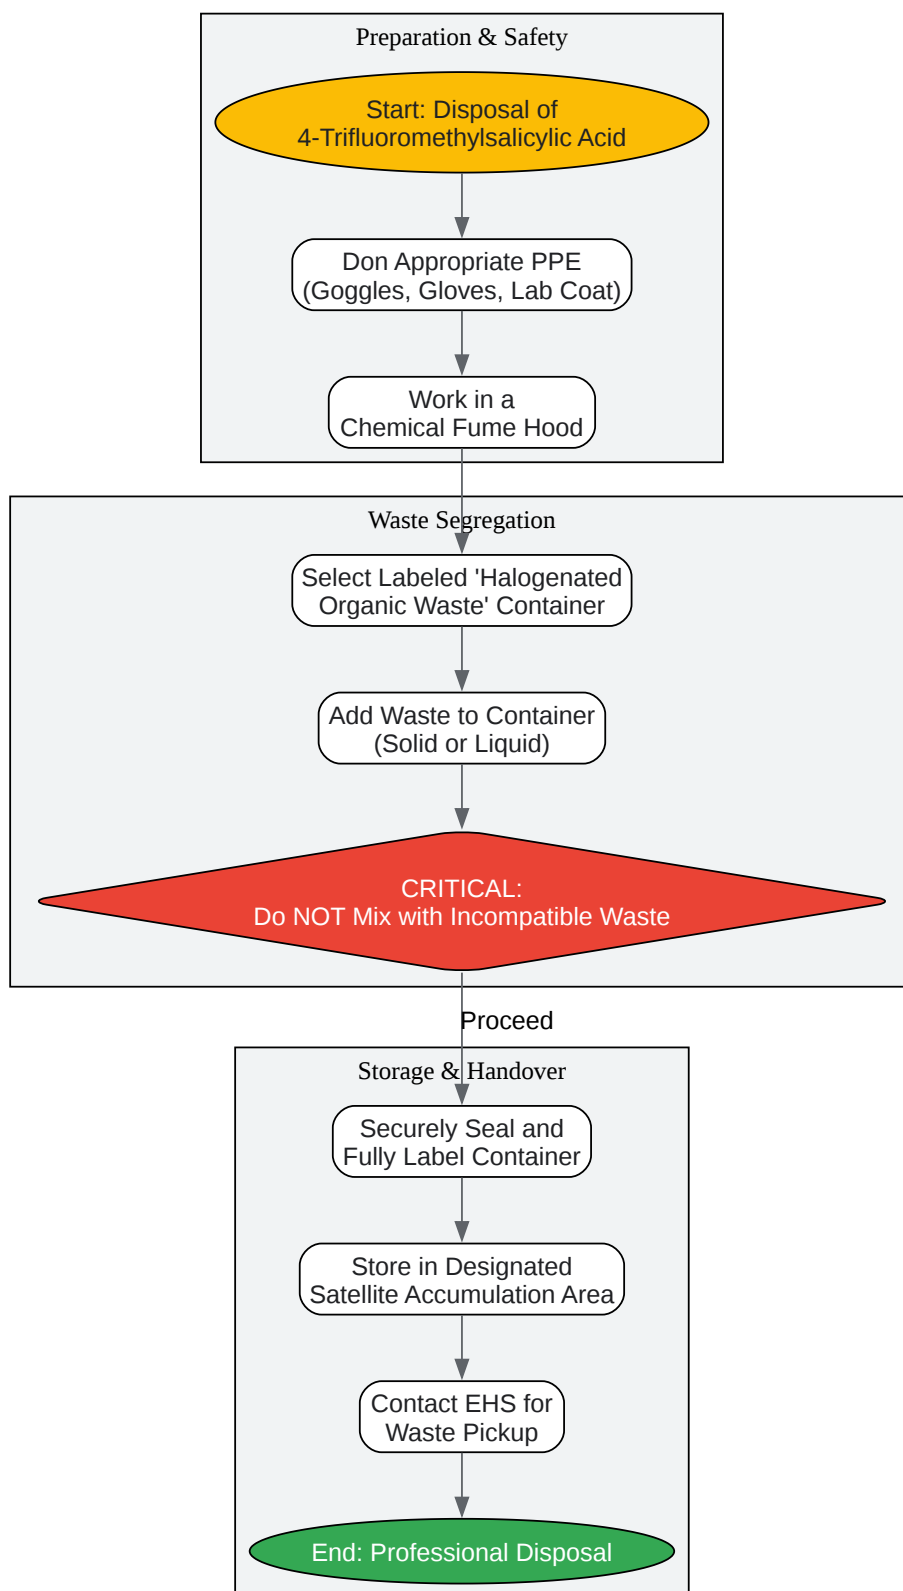 Preparation & Safety
Start: Disposal of
4-Trifluoromethylsalicylic Acid
Don Appropriate PPE
(Goggles, Gloves, Lab Coat)
Work in a
Chemical Fume Hood
Waste Segregation
Select Labeled 'Halogenated
Organic Waste' Container
Add Waste to Container
(Solid or Liquid)
CRITICAL:
Do NOT Mix with Incompatible Waste
Proceed
Storage & Handover
Securely Seal and
Fully Label Container
Store in Designated
Satellite Accumulation Area
Contact EHS for
Waste Pickup
End: Professional Disposal